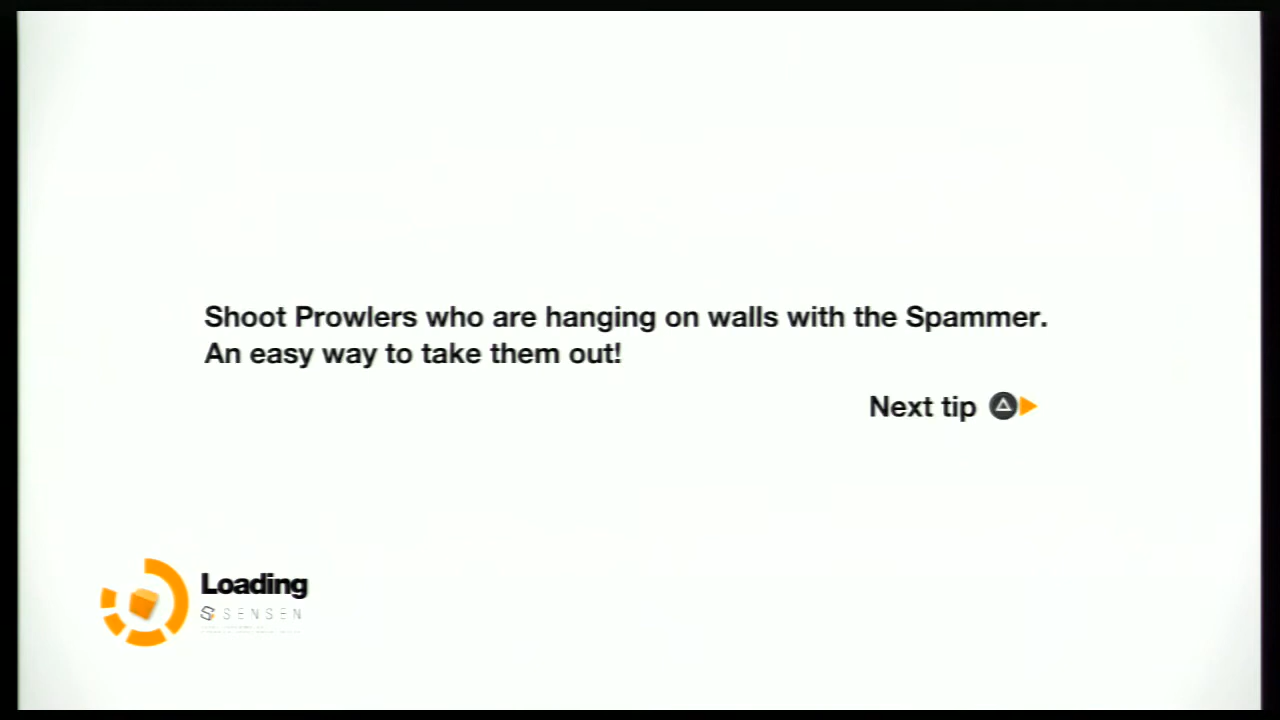 Shoot Prowlers who are hanging on walls with the Spammer.
An easy way to take them out!
Next tip
Loading
SENSEN